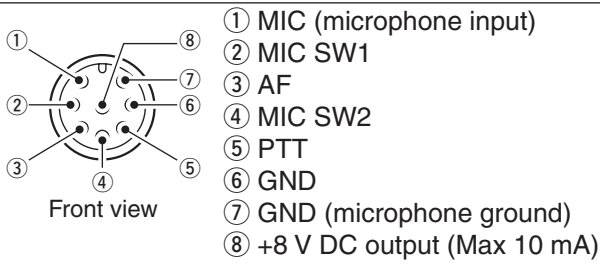 ① MIC (microphone input)
② MIC SW1
③ AF
④ MIC SW2
⑤ PTT
⑥ GND
⑦ GND (microphone ground)
⑧ +8 V DC output (Max 10 mA)
① ⑧
⑦
② ⑥
③ ④ ⑤
Front view